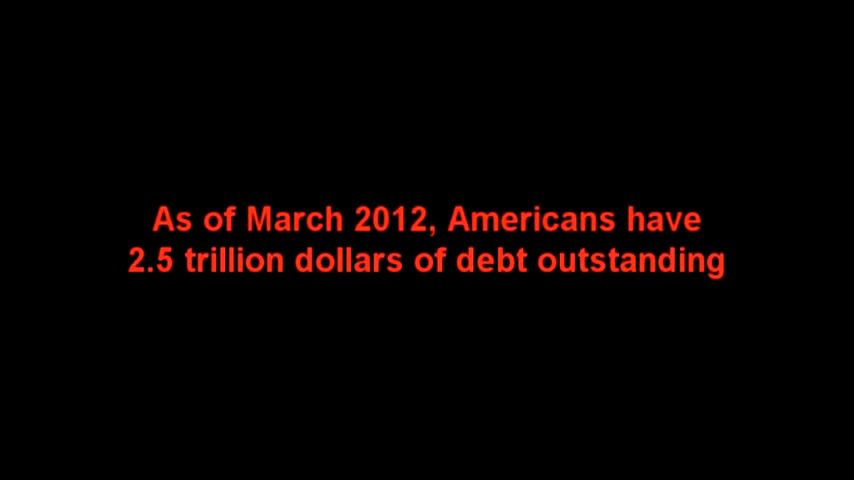 As of March 2012, Americans have
2.5 trillion dollars of debt outstanding